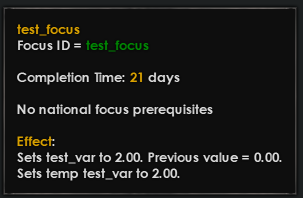 test_focus
Focus ID = test_focus
Completion Time: 21 days
No national focus prerequisites
Effect:
Sets test_var to 2.00. Previous value = 0.00.
Sets temp test_var to 2.00.